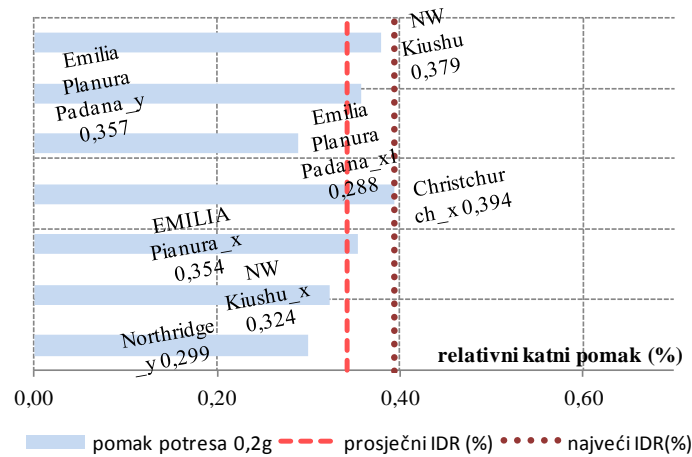 NW
Kiushu
0,379
Emilia
Planura
Padana_y
0,357
Emilia
Planura
Padana_x1
0,288
Christchur
ch_x 0,394
EMILIA
Pianura_x
0,354
NW
Kiushu_x
0,324
Northridge
_y 0,299
relativni katni pomak (%)
0,00
0,20
0,40
0,60
pomak potresa 0,2g
prosječni IDR (%)
najveći IDR(%)